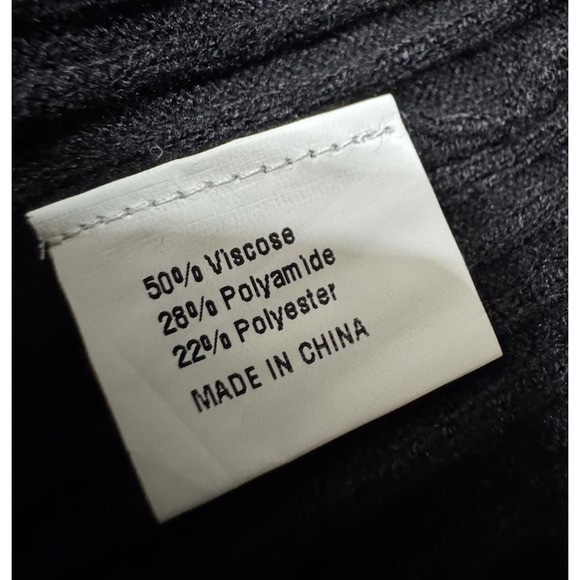 50% Viscose
28% Polyamide
22% Polyester
MADE IN CHINA